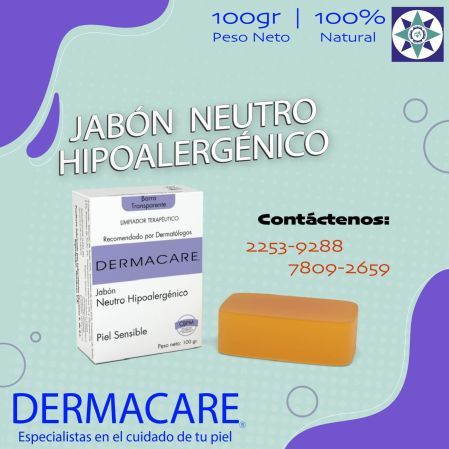 100gr | 100%
Peso Neto Natural
JABÓN NEUTRO
HIPOALERGÉNICO
Barra
Transparente
LIMPIADOR TERAPÉUTICO
Recomendado por Dermatólogos
DERMACARE
Jabón
Neutro Hipoalergénico
Piel Sensible
Peso neto: 100 gr
Contáctenos:
2253-9288
7809-2659
DERMACARE®
Especialistas en el cuidado de tu piel